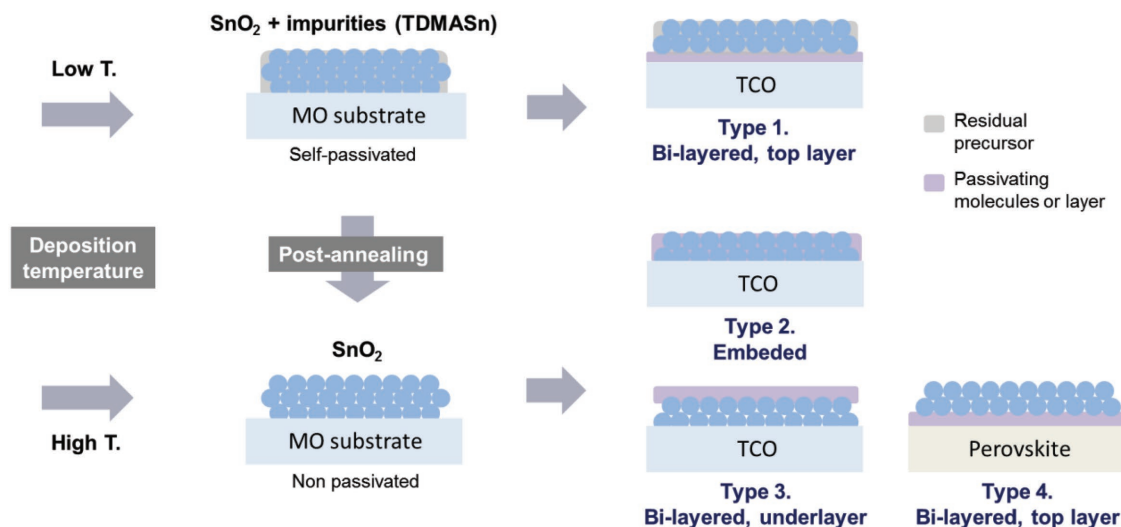 SnO₂ + impurities (TDMASn)
Low T.
MO substrate
Self-passivated
TCO
Type 1.
Bi-layered, top layer
Residual
precursor
Passivating
molecules or layer
Deposition
temperature
Post-annealing
TCO
Type 2.
Embeded
SnO₂
High T.
MO substrate
Non passivated
TCO
Type 3.
Bi-layered, underlayer
Perovskite
Type 4.
Bi-layered, top layer